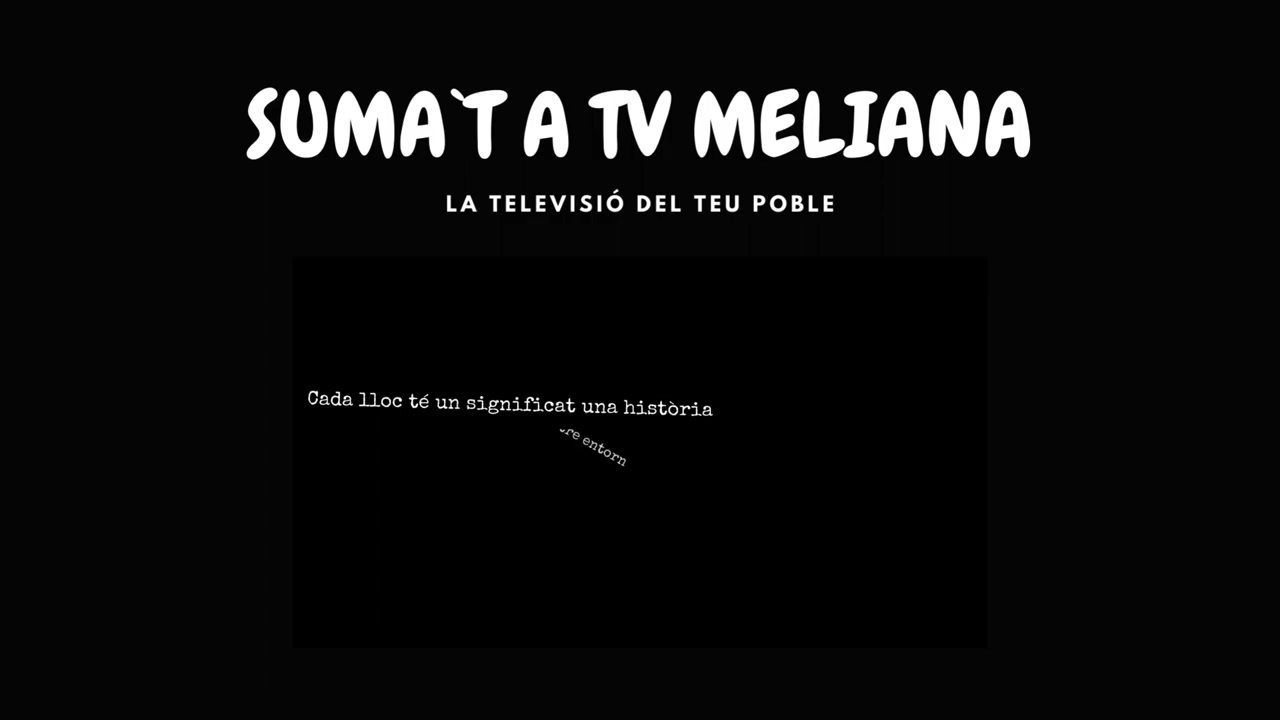 SUMA`T A TV MELIANA
LA TELEVISIÓ DEL TEU POBLE
Cada lloc té un significat una història
entorn